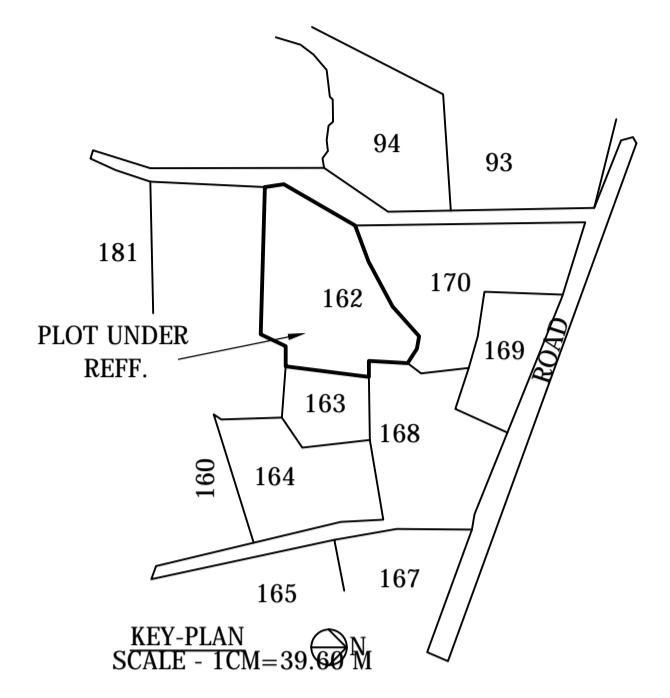 94
93
181
170
162
PLOT UNDER
REFF.
169
ROAD
163
168
160
164
165
167
KEY-PLAN
N
SCALE - 1CM=39.60 M